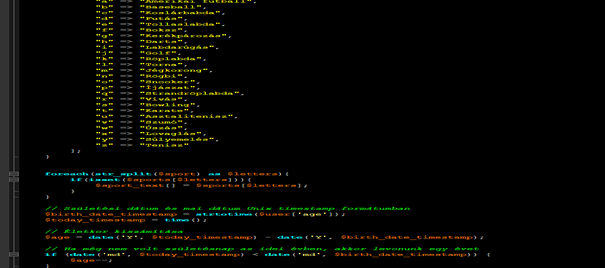 "a" => "Amerikai futball",
"b" => "Baseball",
"c" => "Kosárlabda",
"d" => "Futás",
"e" => "Tollaslabda",
"f" => "Boksz",
"g" => "Kerékpározás",
"h" => "Darts",
"i" => "Labdarúgás",
"j" => "Golf",
"k" => "Röplabda",
"l" => "Torna",
"m" => "Jégkorong",
"n" => "Rögbi",
"o" => "Snooker",
"p" => "Íjászat",
"q" => "Strandröplabda",
"r" => "Vívás",
"s" => "Bowling",
"t" => "Karate",
"u" => "Asztalitenisz",
"v" => "Szumó",
"w" => "Úszás",
"x" => "Lovaglás",
"y" => "Súlyemelés",
"z" => "Tenisz"
];
}
foreach(str_split($sport) as $letters){
if(isset($sports[$letters])){
$sport_text[] = $sports[$letters];
}
}
// Születési dátum és mai dátum Unix timestamp formátumban
$birth_date_timestamp = strtotime($user['age']);
$today_timestamp = time();
// Életkor kiszámítása
$age = date('Y', $today_timestamp) - date('Y', $birth_date_timestamp);
// Ha még nem volt születésnap az idei évben, akkor levonunk egy évet
if (date('md', $today_timestamp) < date('md', $birth_date_timestamp)) {
$age--;